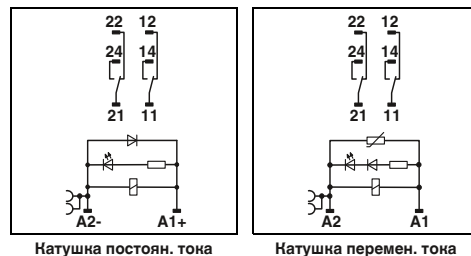 22 12
24 14
21 11
A2- A1+
Катушка постоян. тока
22 12
24 14
21 11
A2 A1
Катушка перемен. тока